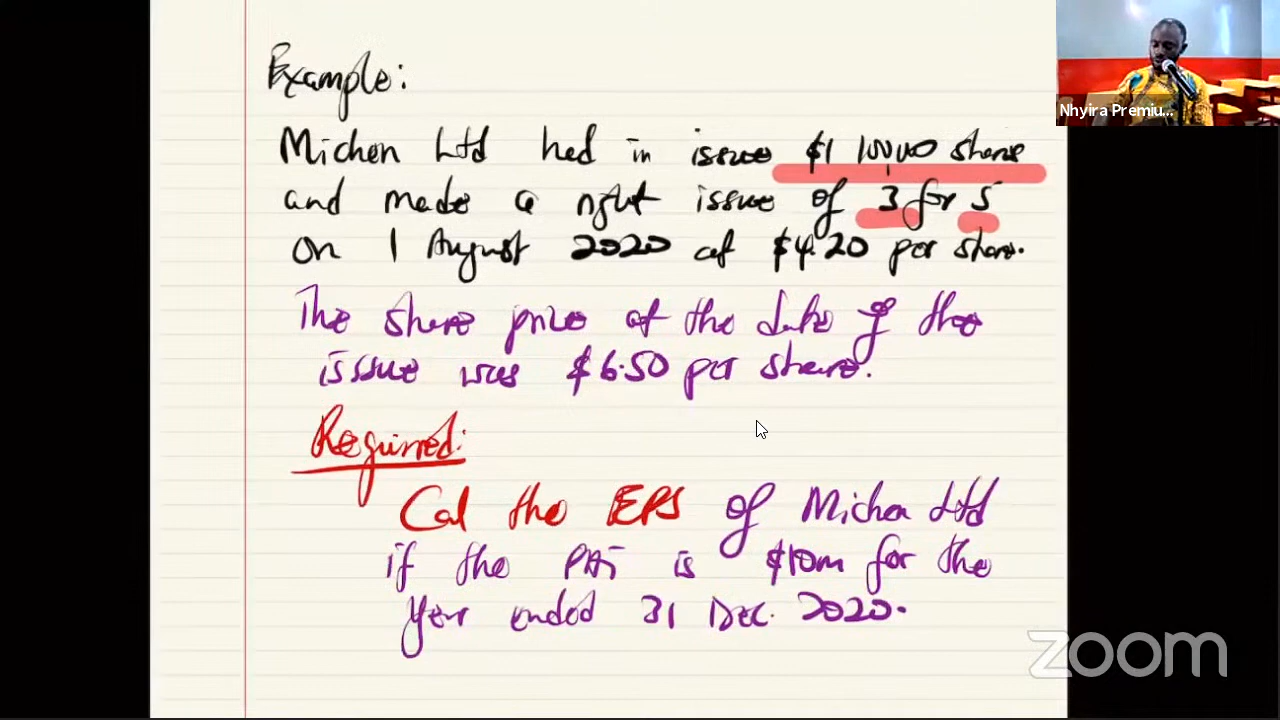 Example:
Michen Ltd had in issue $1 shares
and made a right issue of 3 for 5
on 1 August 2020 at $4.20 per share.
The share price at the date of the
issue was $6.50 per share.
Required:
Cal the EPS of Michen Ltd
if the PAT is $10m for the
Year ended 31 Dec. 2020.
Nhyira Premiu...
zoom